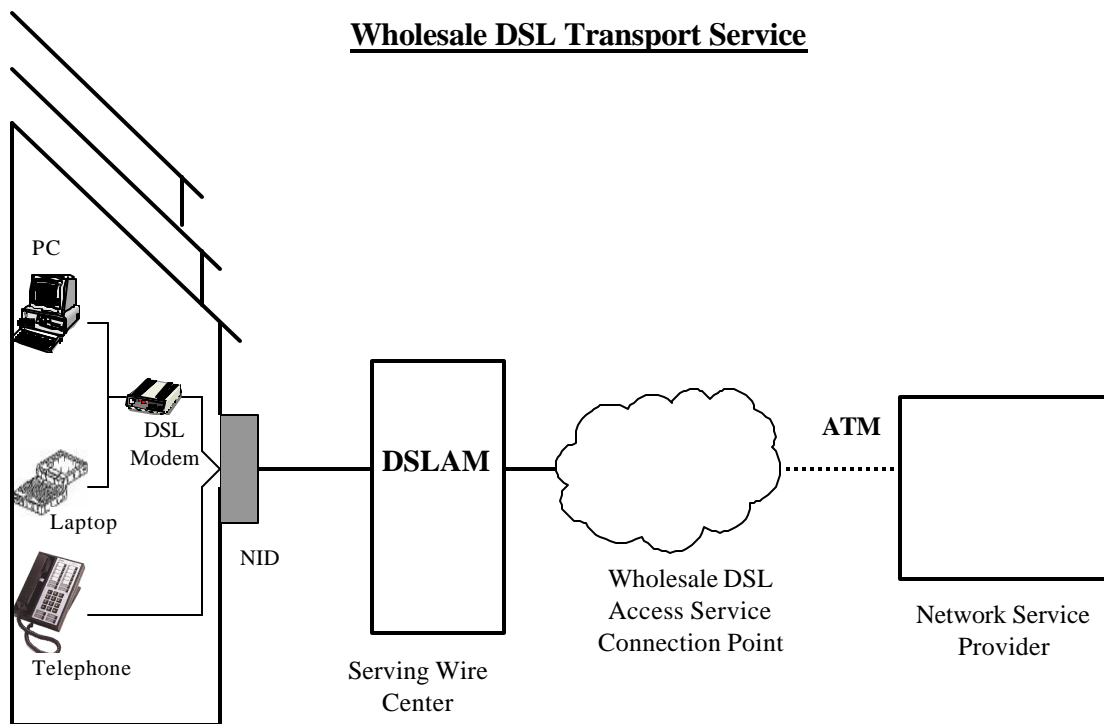 Wholesale DSL Transport Service
PC
DSL
Modem
Laptop
Telephone
NID
DSLAM
Serving Wire
Center
Wholesale DSL
Access Service
Connection Point
ATM
Network Service
Provider